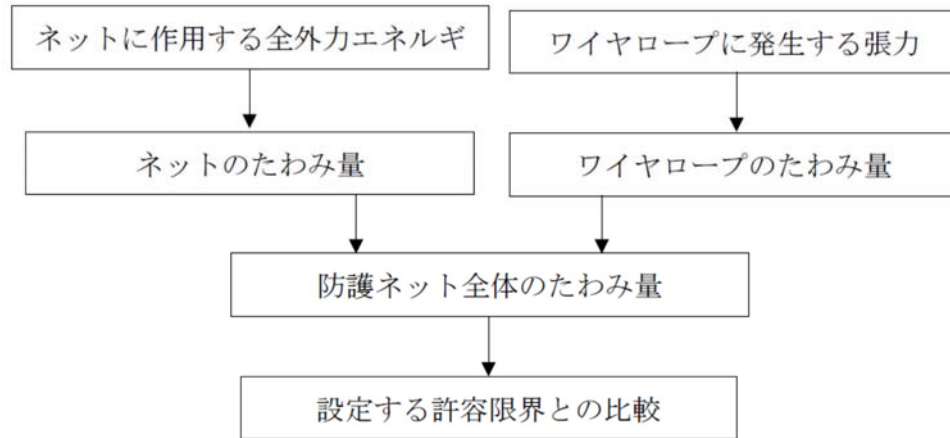 ネットに作用する全外力エネルギ
ワイヤロープに発生する張力
ネットのたわみ量
ワイヤロープのたわみ量
防護ネット全体のたわみ量
設定する許容限界との比較